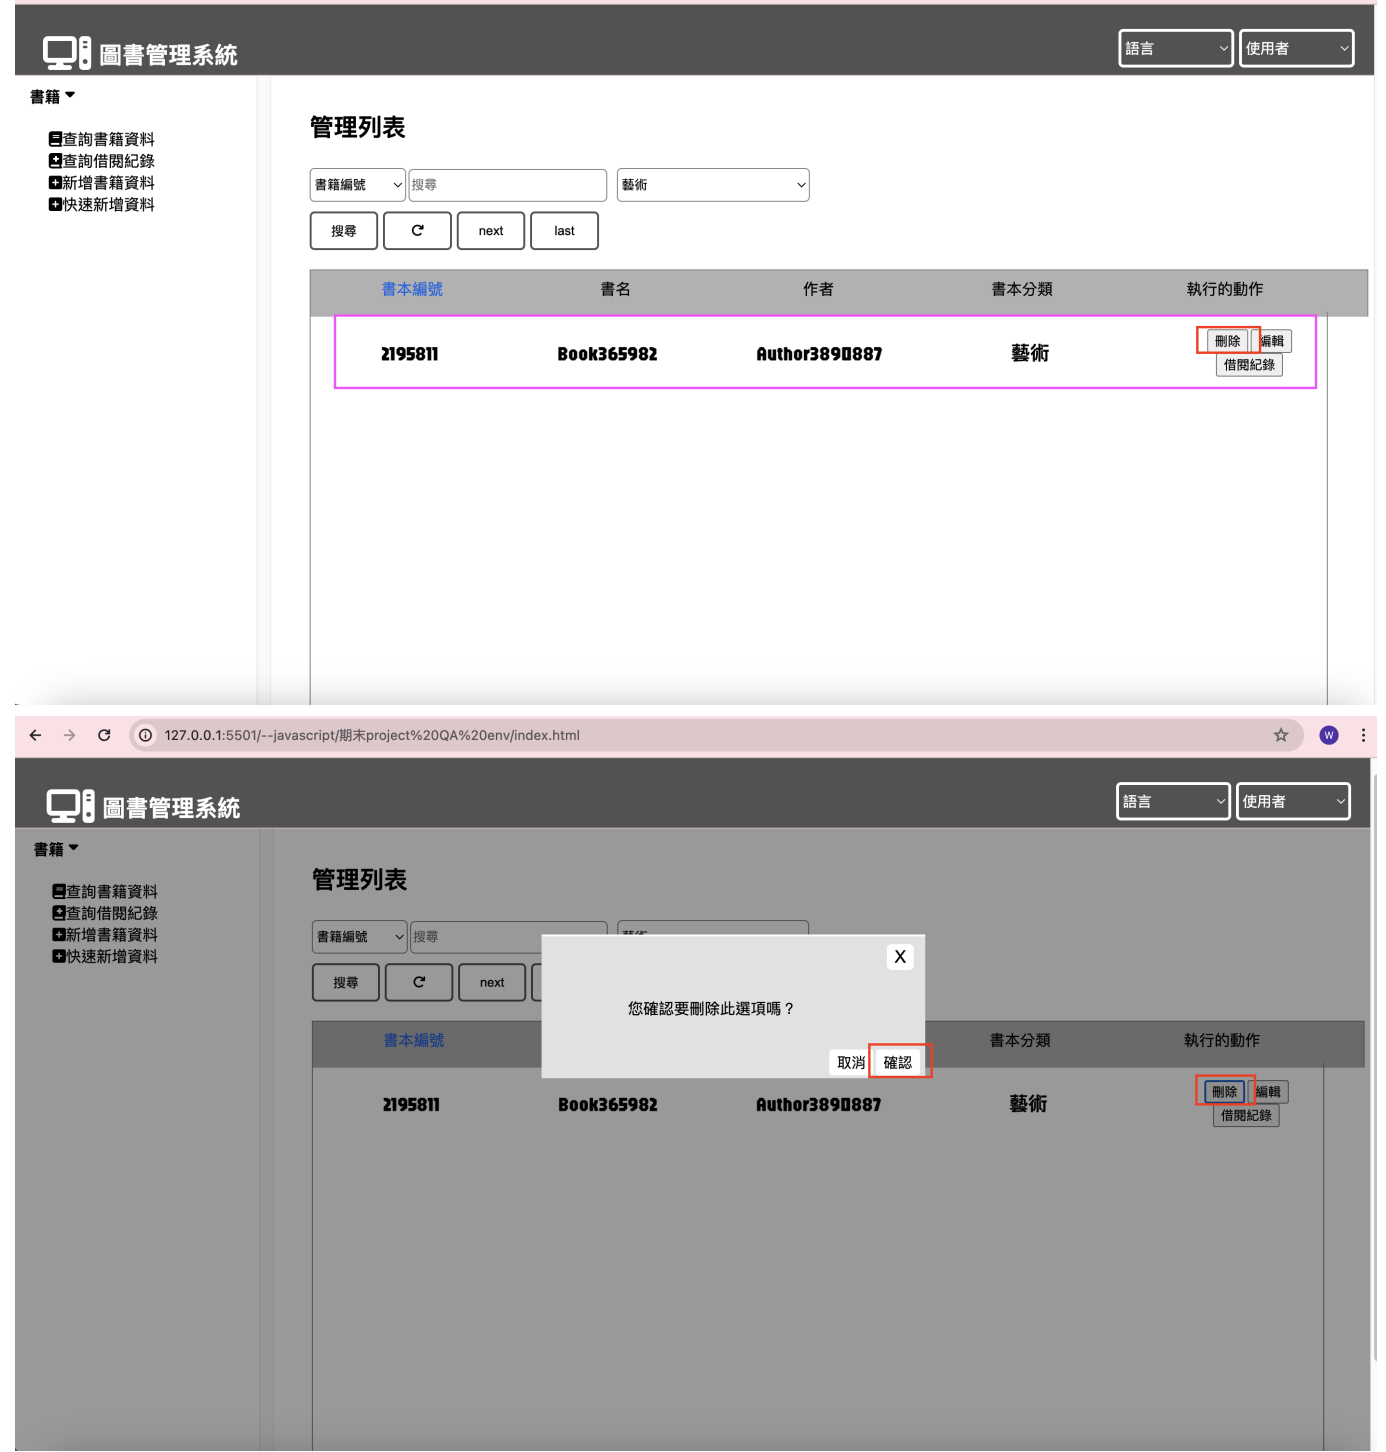 圖書管理系統
語言
使用者
書籍
查詢書籍資料
查詢借閱紀錄
新增書籍資料
快速新增資料
管理列表
書籍編號 搜尋 藝術
搜尋 next last
書本編號 書名 作者 書本分類 執行的動作
2195811 Book365982 Author3890887 藝術 刪除 編輯
借閱紀錄
127.0.0.1:5501/--javascript/期末project%20QA%20env/index.html W
圖書管理系統
語言
使用者
書籍
查詢書籍資料
查詢借閱紀錄
新增書籍資料
快速新增資料
管理列表
書籍編號 搜尋
搜尋 next
X
您確認要刪除此選項嗎？
取消 確認
書本編號 書本分類 執行的動作
2195811 Book365982 Author3890887 藝術 刪除 編輯
借閱紀錄